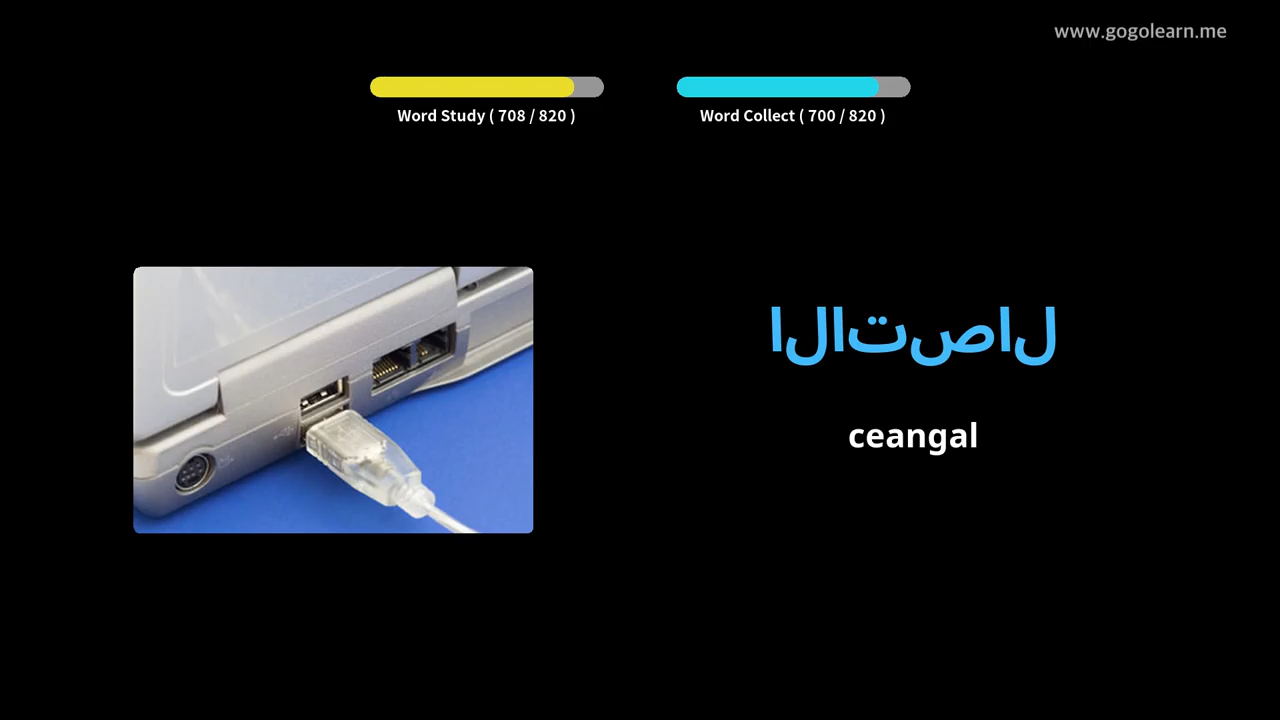 www.gogolearn.me
Word Study ( 708 / 820 )
Word Collect ( 700 / 820 )
الاتصال
ceangal